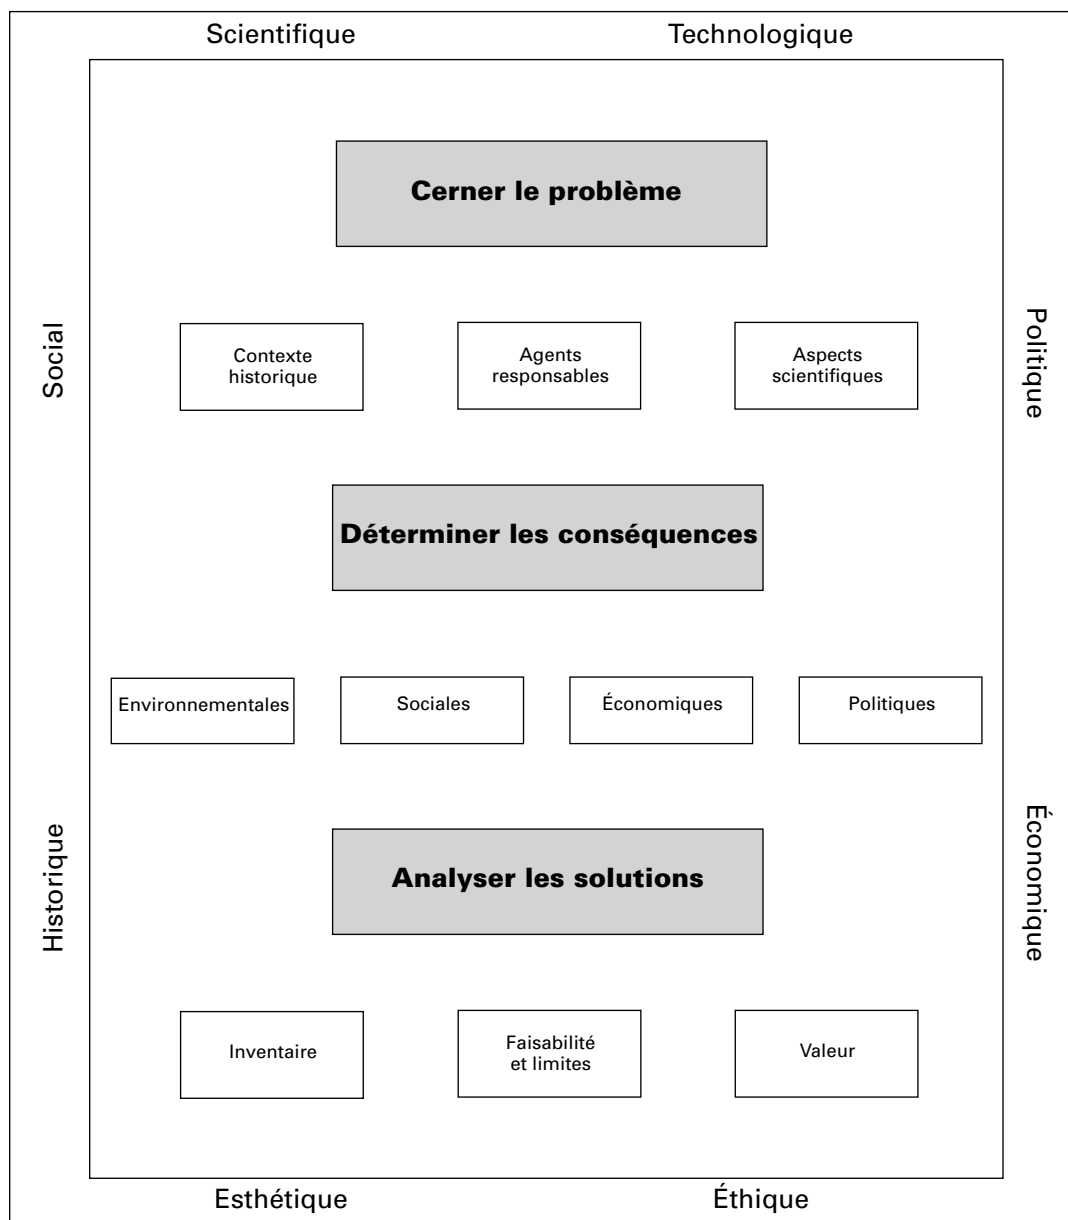 Scientifique
Technologique
Cerner le problème
Social
Politique
Contexte
historique
Agents
responsables
Aspects
scientifiques
Déterminer les conséquences
Environnementales
Sociales
Économiques
Politiques
Historique
Économique
Analyser les solutions
Inventaire
Faisabilité
et limites
Valeur
Esthétique
Éthique